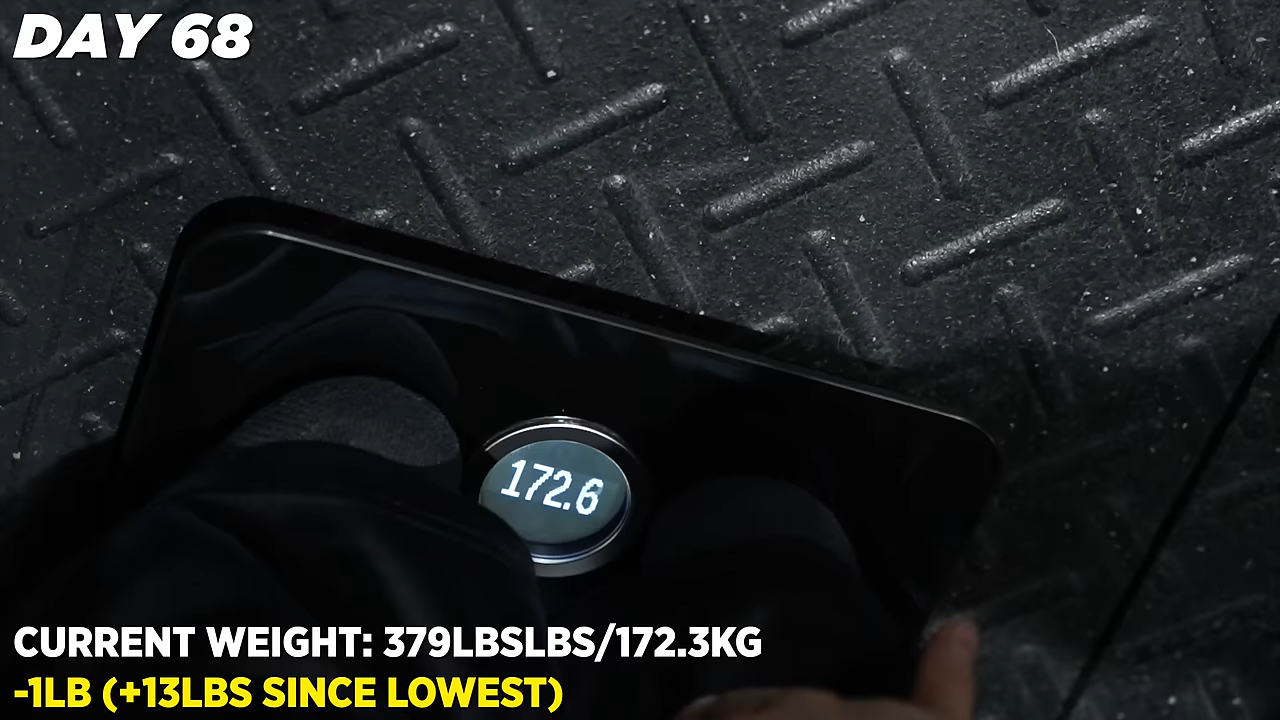 DAY 68
172.6
CURRENT WEIGHT: 379LBSLBS/172.3KG
-1LB (+13LBS SINCE LOWEST)